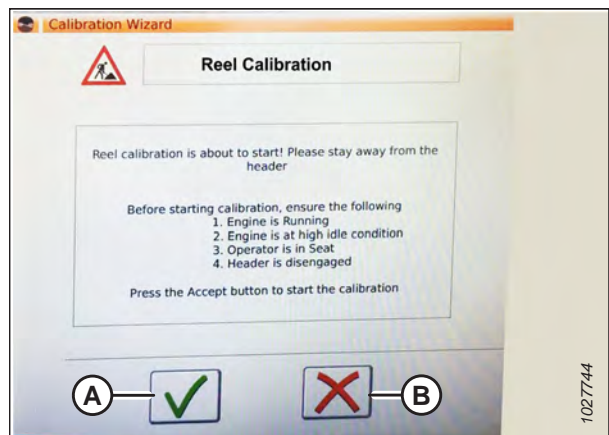 Calibration Wizard
Reel Calibration
Reel calibration is about to start! Please stay away from the
header
Before starting calibration, ensure the following
1. Engine is Running
2. Engine is at high idle condition
3. Operator is in Seat
4. Header is disengaged
Press the Accept button to start the calibration
A
B
1027744